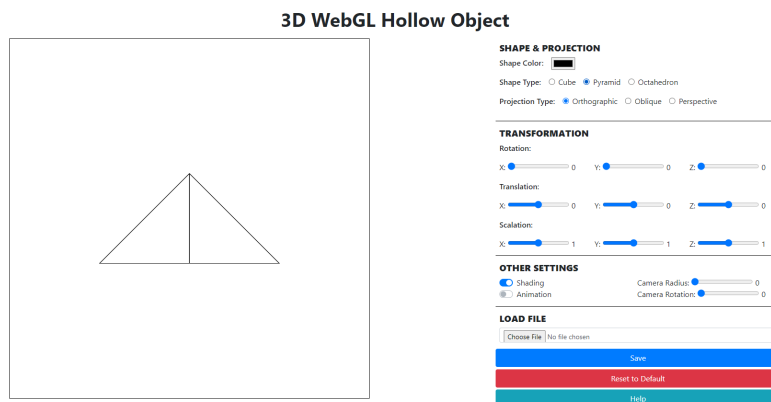 3D WebGL Hollow Object
SHAPE & PROJECTION
Shape Color:
Shape Type: Cube Pyramid Octahedron
Projection Type: Orthographic Oblique Perspective
TRANSFORMATION
Rotation:
X: 0 Y: 0 Z: 0
Translation:
X: 0 Y: 0 Z: 0
Scalation:
X: 1 Y: 1 Z: 1
OTHER SETTINGS
Shading Camera Radius: 0
Animation Camera Rotation: 0
LOAD FILE
Choose File No file chosen
Save
Reset to Default
Help